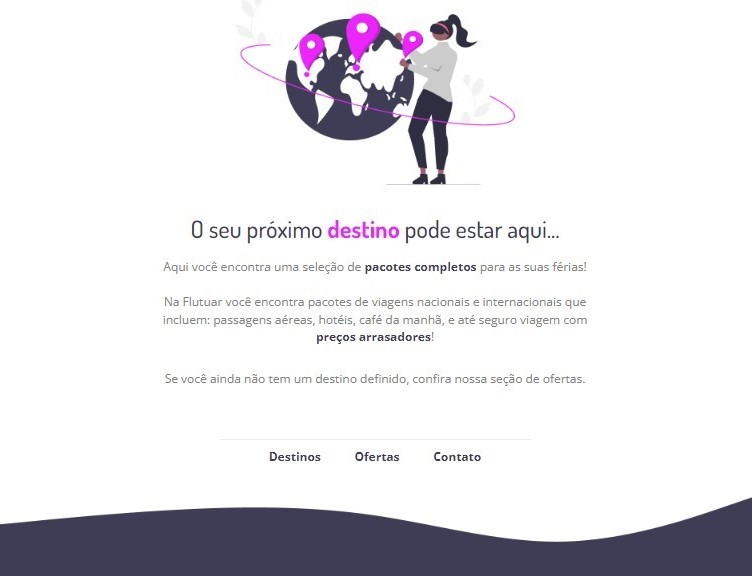 O seu próximo destino pode estar aqui...
Aqui você encontra uma seleção de pacotes completos para as suas férias!
Na Flutuar você encontra pacotes de viagens nacionais e internacionais que
incluem: passagens aéreas, hotéis, café da manhã, e até seguro viagem com
preços arrasadores!
Se você ainda não tem um destino definido, confira nossa seção de ofertas.
Destinos Ofertas Contato